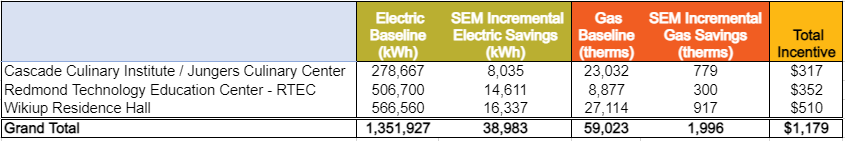 Electric Baseline (kWh) SEM Incremental Electric Savings (kWh) Gas Baseline (therms) SEM Incremental Gas Savings (therms) Total Incentive
Cascade Culinary Institute / Jungers Culinary Center 278,667 8,035 23,032 779 $317
Redmond Technology Education Center - RTEC 506,700 14,611 8,877 300 $352
Wikiup Residence Hall 566,560 16,337 27,114 917 $510
Grand Total 1,351,927 38,983 59,023 1,996 $1,179